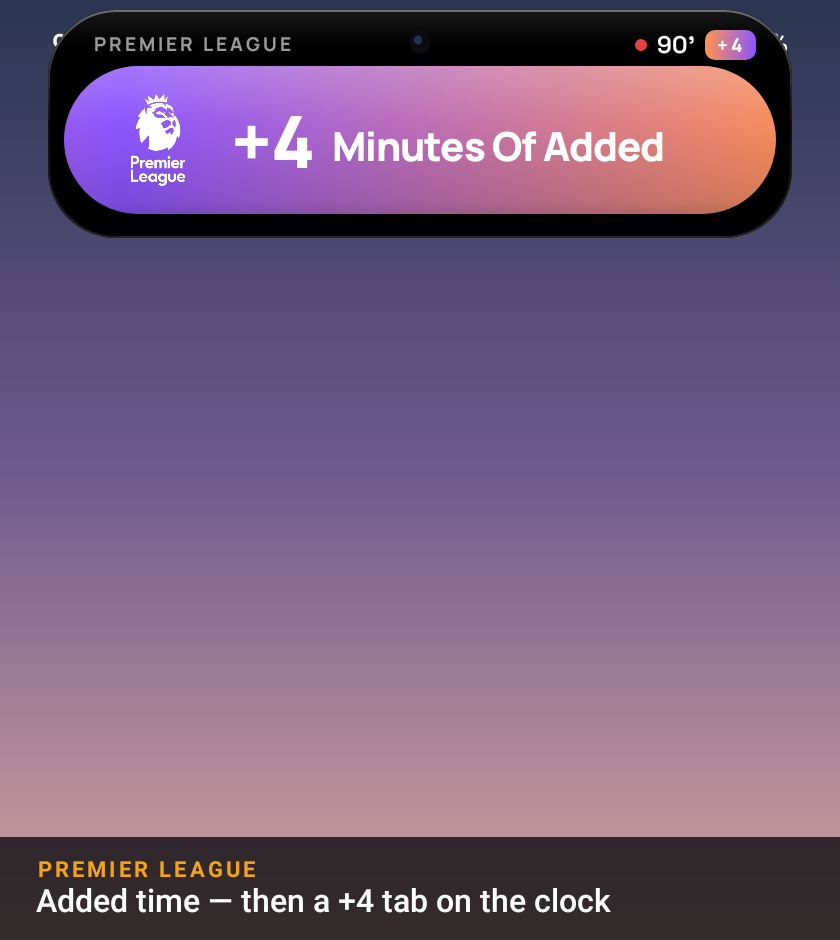 PREMIER LEAGUE
90’ +4
Premier
League
+4 Minutes Of Added
PREMIER LEAGUE
Added time — then a +4 tab on the clock